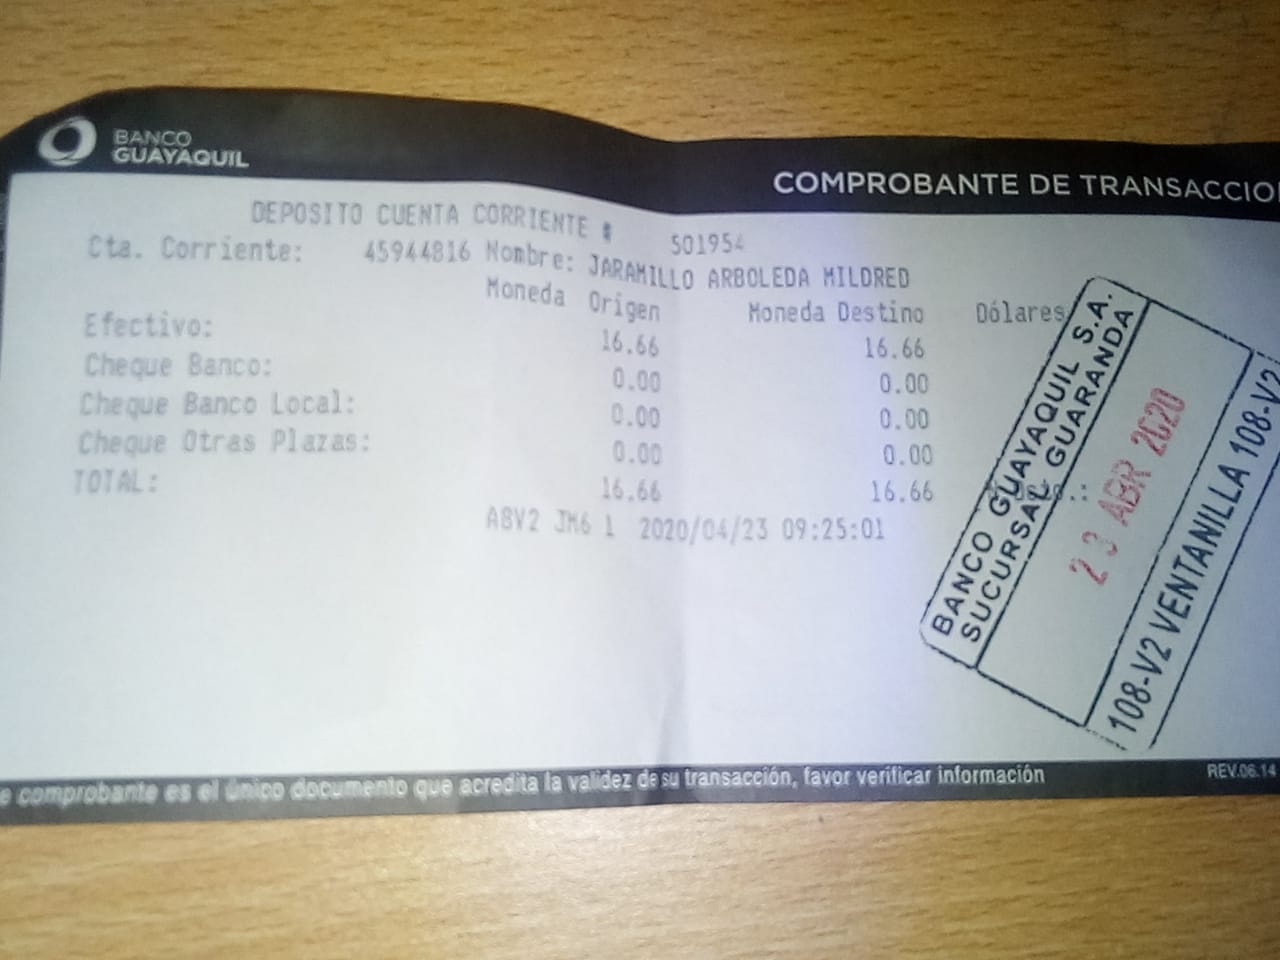 BANCO
GUAYAQUIL
COMPROBANTE DE TRANSACCIO
DEPOSITO CUENTA CORRIENTE # 501954
Cta. Corriente: 45944816 Nombre: JARAMILLO ARBOLEDA MILDRED
Moneda Origen Moneda Destino Dólares
Efectivo: 16.66 16.66
Cheque Banco: 0.00 0.00
Cheque Banco Local: 0.00 0.00
Cheque Otras Plazas: 0.00 0.00
TOTAL: 16.66 16.66
A8V2 JM6 1 2020/04/23 09:25:01
BANCO GUAYAQUIL S.A.
SUCURSAL GUARANDA
23 ABR 2020
108-V2 VENTANILLA 108-V2
e comprobante es el único documento que acredita la validez de su transacción, favor verificar información
REV.06.14